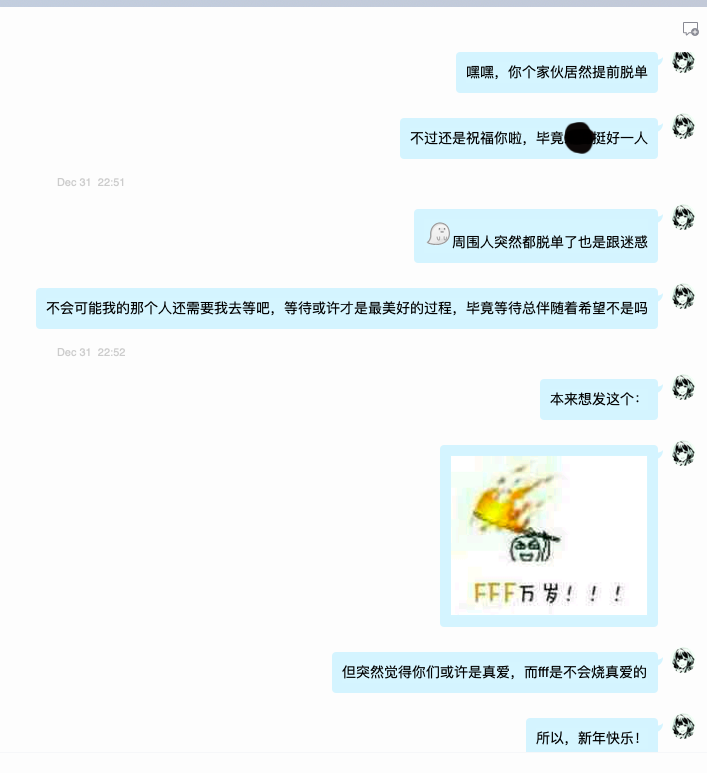 嘿嘿，你个家伙居然提前脱单
不过还是祝福你啦，毕竟挺好一人
Dec 31 22:51
周围人突然都脱单了也是跟迷惑
不会可能我的那个人还需要我去等吧，等待或许才是最美好的过程，毕竟等待总伴随着希望不是吗
Dec 31 22:52
本来想发这个：
FFF万岁！！！
但突然觉得你们或许是真爱，而fff是不会烧真爱的
所以，新年快乐！